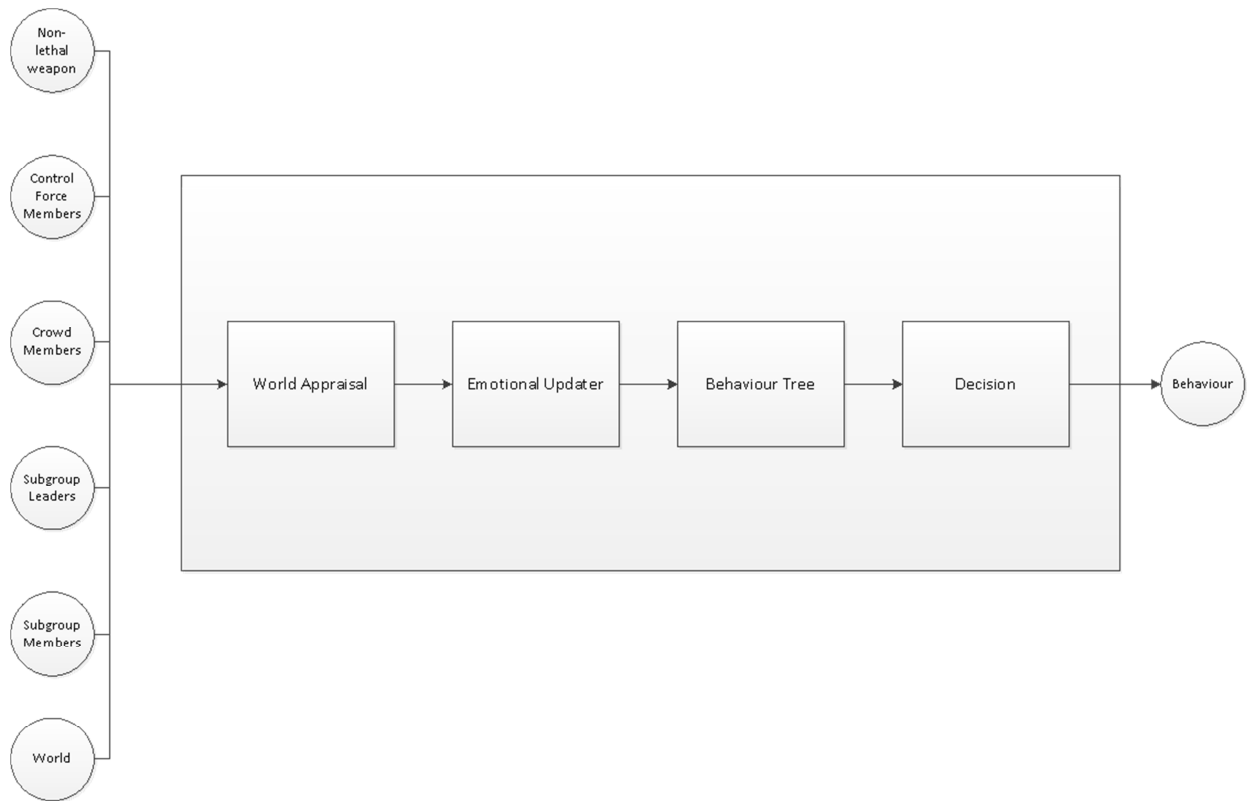 Non-
lethal
weapon
Control
Force
Members
Crowd
Members
World Appraisal
Emotional Updater
Behaviour Tree
Decision
Behaviour
Subgroup
Leaders
Subgroup
Members
World